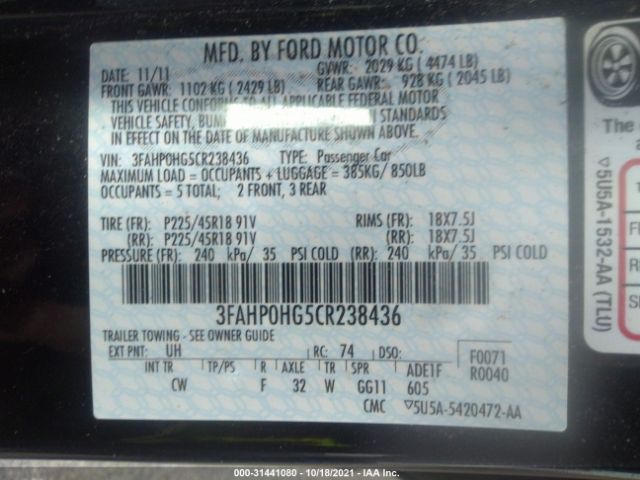 MFD. BY FORD MOTOR CO.
DATE: 11/11 GVWR: 2029 KG ( 4474 LB)
FRONT GAWR: 1102 KG ( 2429 LB) REAR GAWR: 928 KG ( 2045 LB)
THIS VEHICLE CONFORMS TO ALL APPLICABLE FEDERAL MOTOR
VEHICLE SAFETY, STANDARDS
IN EFFECT ON THE DATE OF MANUFACTURE SHOWN ABOVE.
VIN: 3FAHP0HG5CR238436 TYPE: Passenger Car
MAXIMUM LOAD = OCCUPANTS + LUGGAGE = 385KG/ 850LB
OCCUPANTS = 5 TOTAL; 2 FRONT, 3 REAR
TIRE (FR): P225/45R18 91V RIMS (FR): 18X7.5J
(RR): P225/45R18 91V (RR): 18X7.5J
PRESSURE (FR): 240 kPa/ 35 PSI COLD (RR): 240 kPa/ 35 PSI COLD
3FAHP0HG5CR238436
TRAILER TOWING - SEE OWNER GUIDE
EXT PNT: UH RC: 74 DSO: F0071
INT TR TP/PS R AXLE TR SPR ADE1F R0040
CW F 32 W GG11 605
CMC ▽5U5A-5420472-AA
The
▽5U5A-1532-AA (TLU)
000-31441080 - 10/18/2021 - IAA Inc.